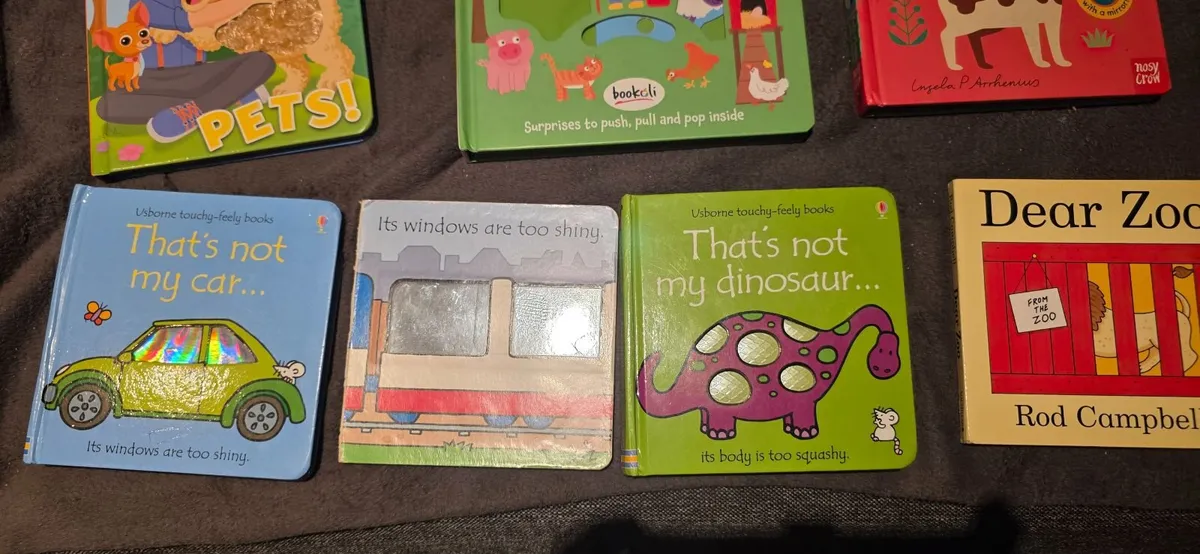 PETS!
bookoli
Surprises to push, pull and pop inside
with a mirror
Ingela P Arrhenius
nosy
crow
Usborne touchy-feely books
That's not
my car...
Its windows are too shiny.
Its windows are too shiny.
Usborne touchy-feely books
That's not
my dinosaur...
its body is too squashy.
Dear Zoo
FROM
THE
ZOO
Rod Campbel